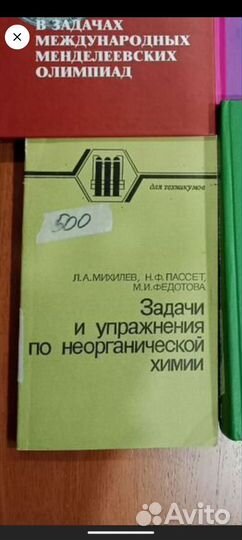 В ЗАДАЧАХ
МЕЖДУНАРОДНЫХ
МЕНДЕЛЕЕВСКИХ
ОЛИМПИАД
для техникумов
500
Л.А.МИХИЛЕВ, Н.Ф.ПАССЕТ,
М.И.ФЕДОТОВА
Задачи
и упражнения
по неорганической
химии
Avito